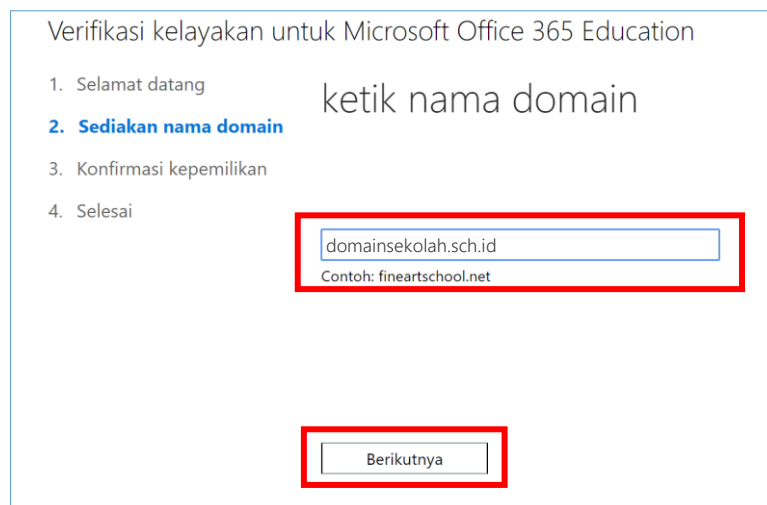 Verifikasi kelayakan untuk Microsoft Office 365 Education
1. Selamat datang
2. Sediakan nama domain
3. Konfirmasi kepemilikan
4. Selesai
ketik nama domain
domainsekolah.sch.id
Contoh: fineartschool.net
Berikutnya